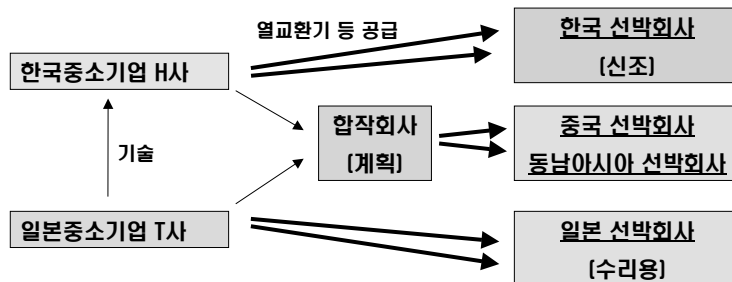 열교환기 등 공급
한국 선박회사
(신조)
한국중소기업 H사
합작회사
(계획)
중국 선박회사
동남아시아 선박회사
기술
일본중소기업 T사
일본 선박회사
(수리용)